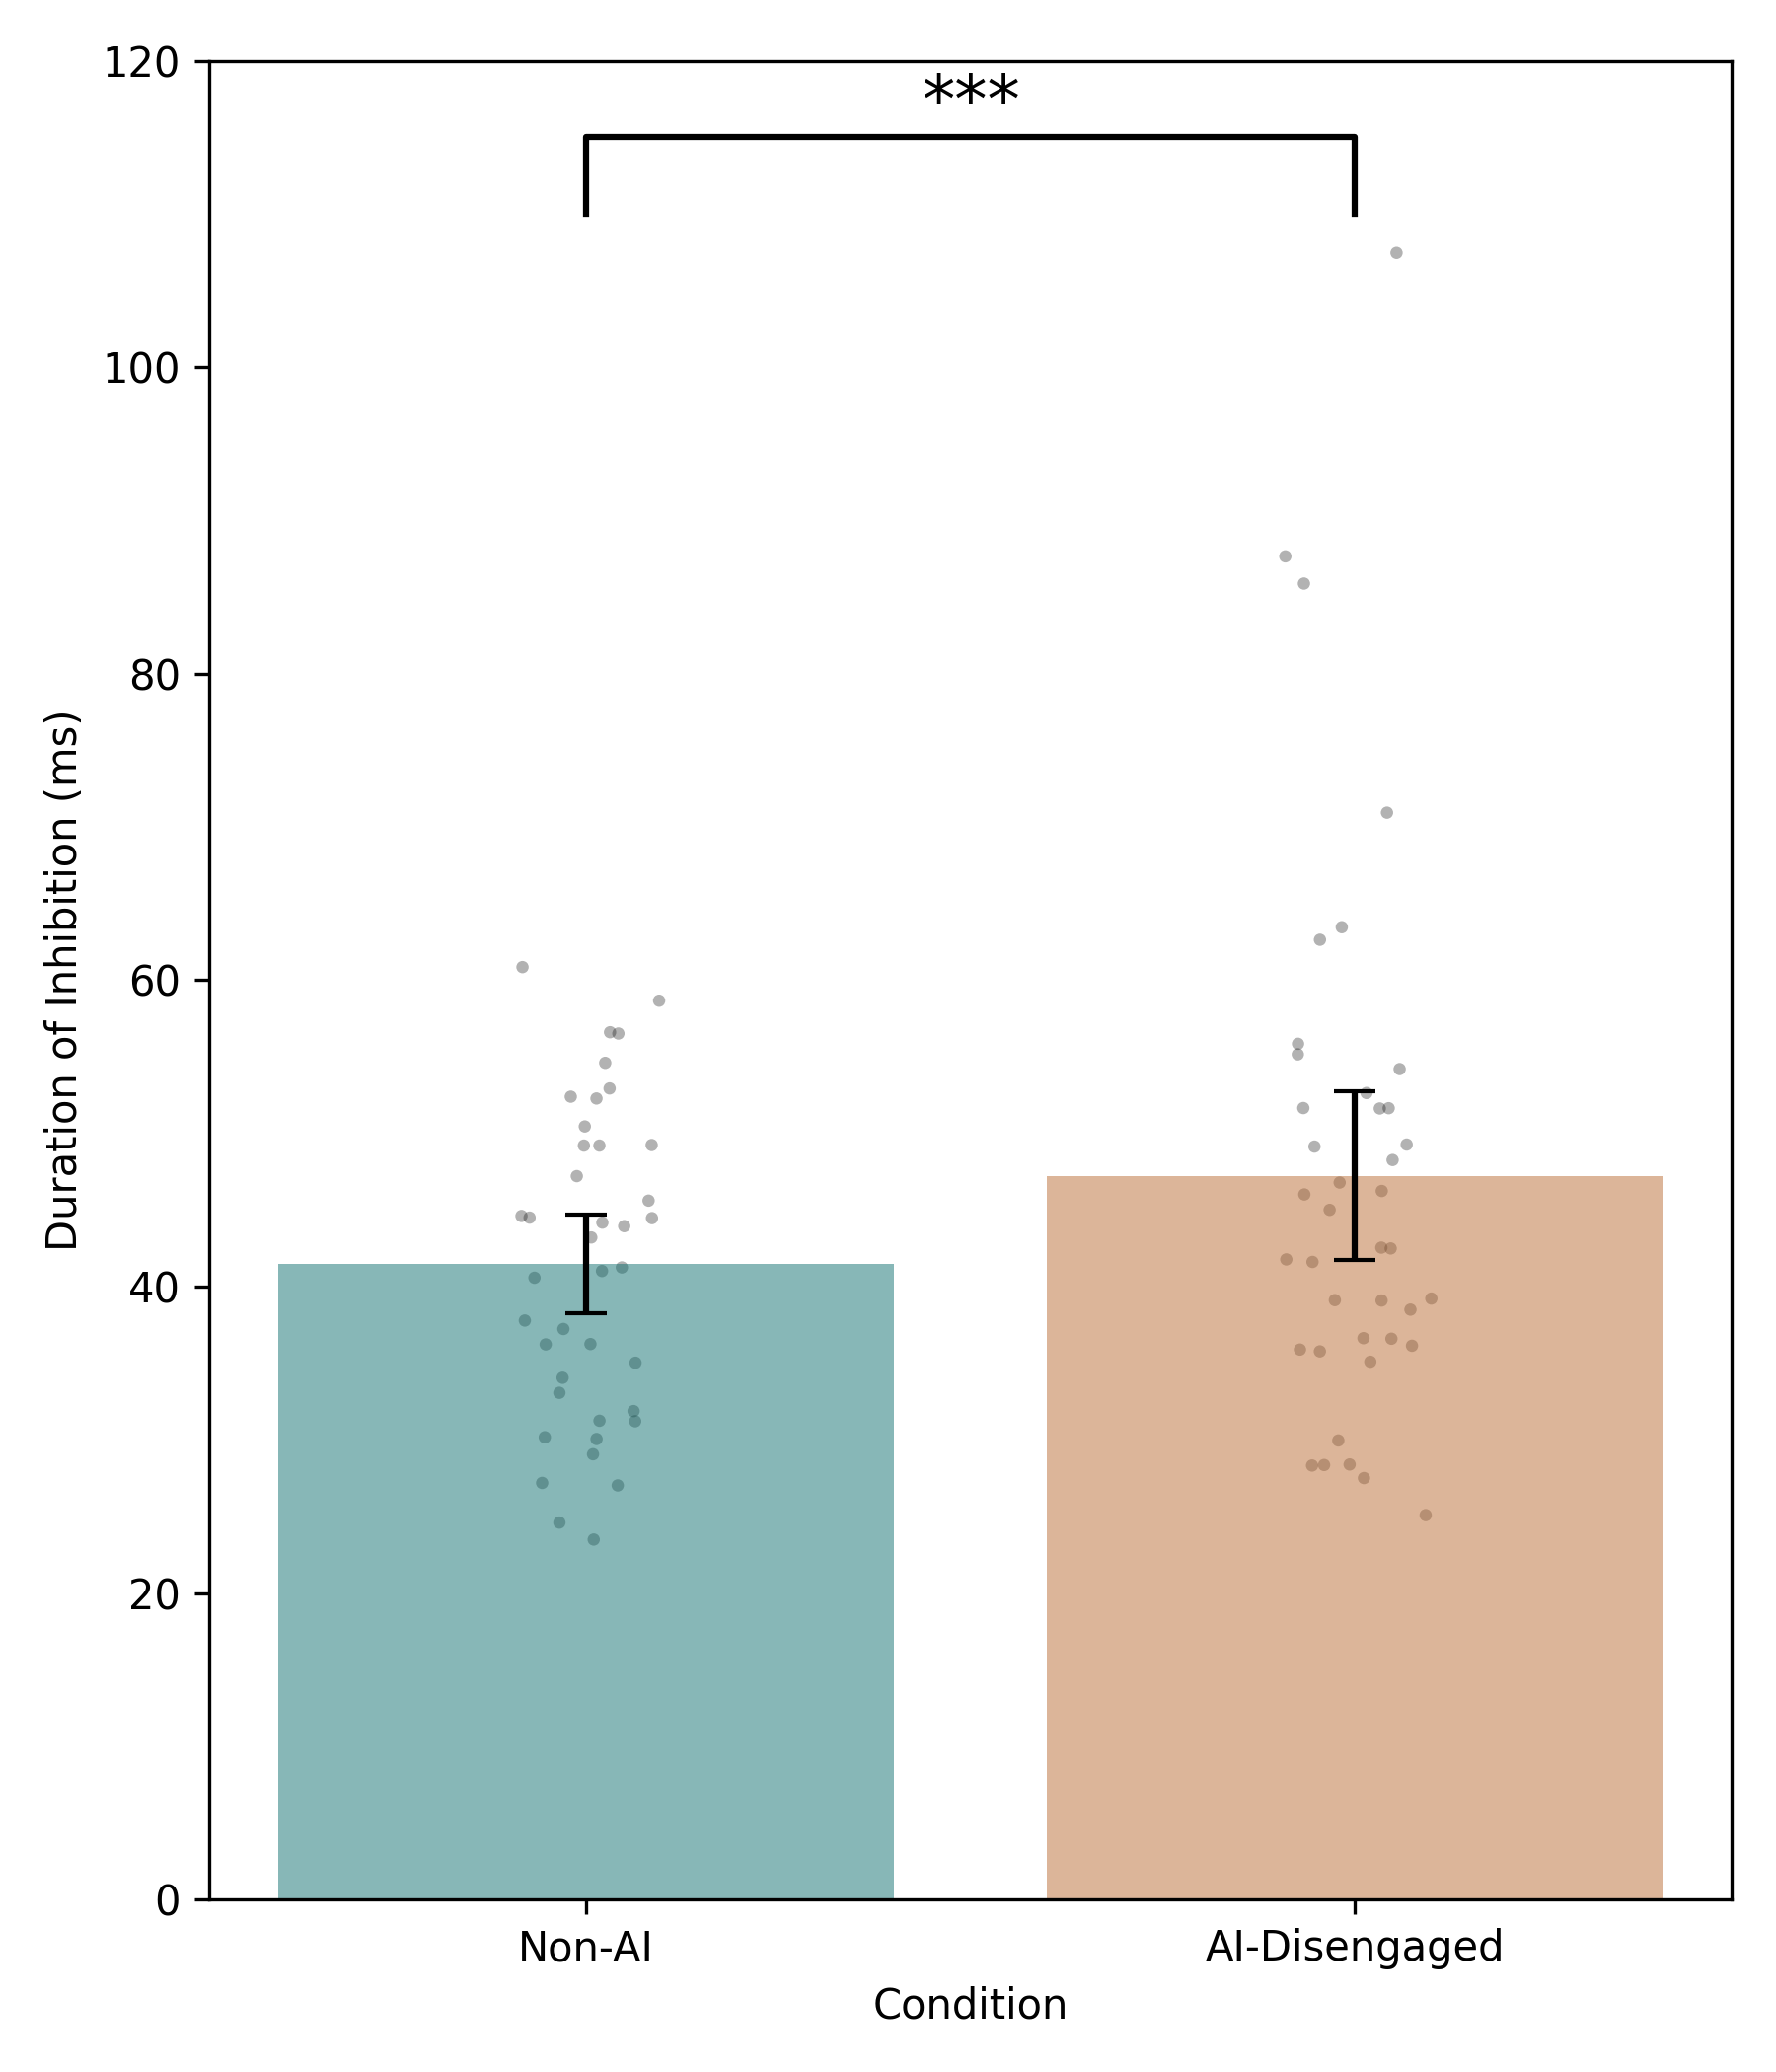 120
***
100
80
60
40
20
0
Duration of Inhibition (ms)
Non-AI
AI-Disengaged
Condition